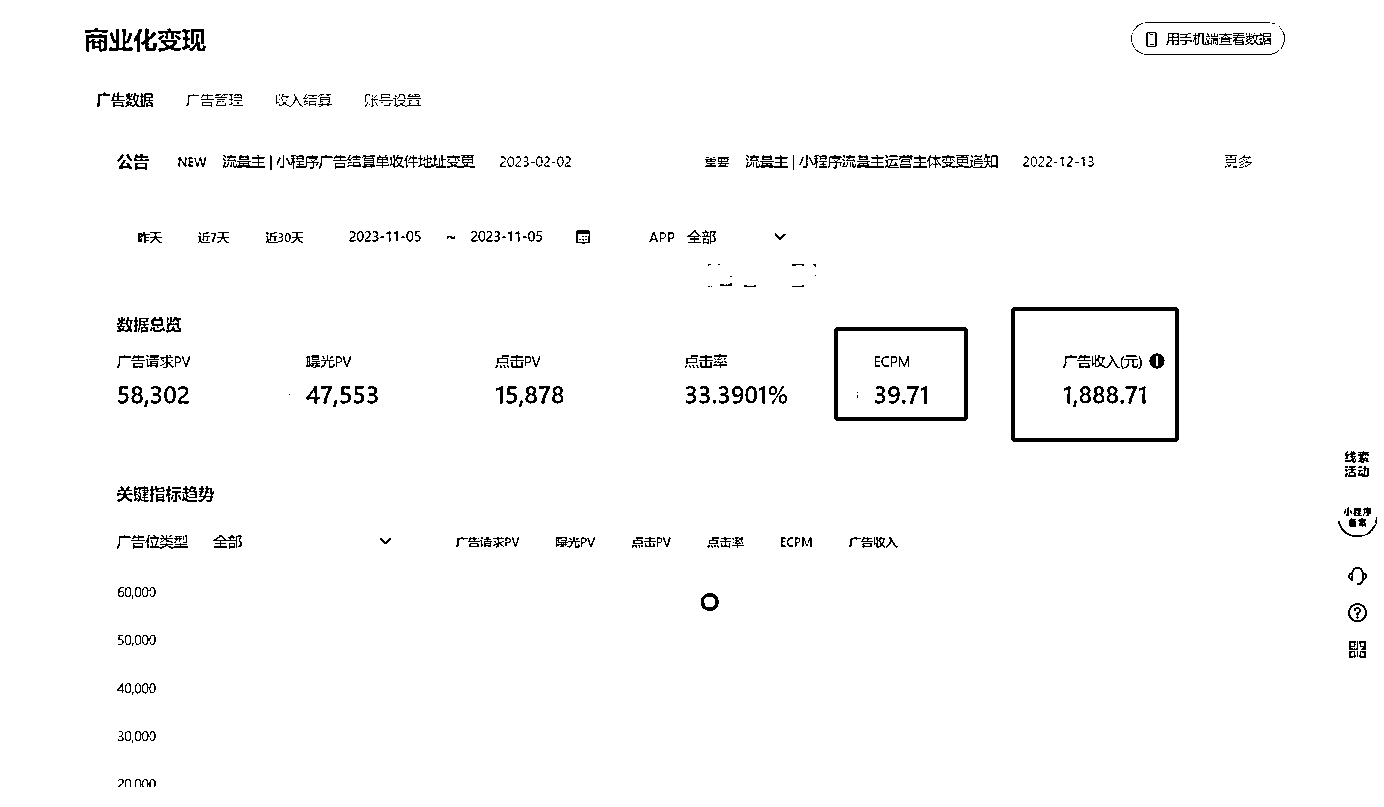 商业化变现
用手机端查看数据
广告数据 广告管理 收入结算 账号设置
公告 NEW 流量主 | 小程序广告结算单收件地址变更 2023-02-02 重要 流量主 | 小程序流量主运营主体变更通知 2022-12-13 更多
昨天 近7天 近30天 2023-11-05 ~ 2023-11-05 APP 全部
数据总览
广告请求PV 曝光PV 点击PV 点击率 ECPM 广告收入(元)
58,302 47,553 15,878 33.3901% 39.71 1,888.71
线索
活动
关键指标趋势
小程序
备案
广告位类型 全部 广告请求PV 曝光PV 点击PV 点击率 ECPM 广告收入
60,000
50,000
40,000
30,000
20,000